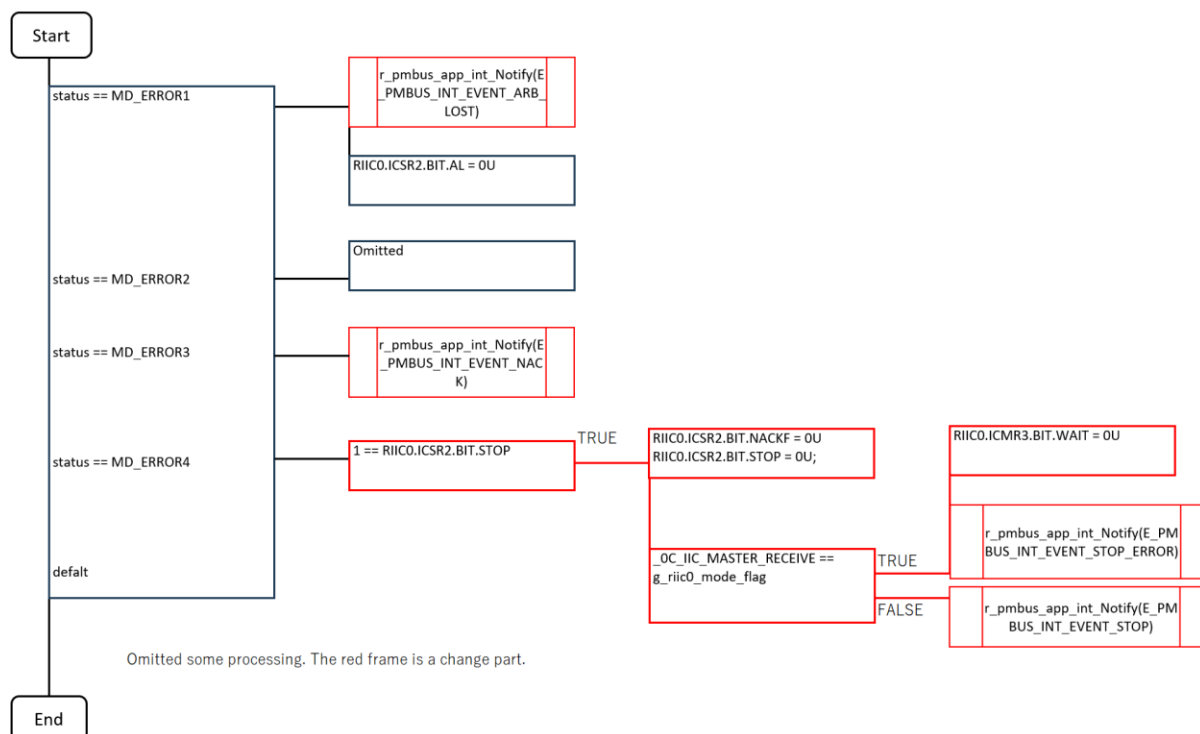 Start
status == MD_ERROR1
r_pmbus_app_int_Notify(E
_PMBUS_INT_EVENT_ARB_
LOST)
RIIC0.ICSR2.BIT.AL = 0U
Omitted
status == MD_ERROR2
status == MD_ERROR3
r_pmbus_app_int_Notify(E
_PMBUS_INT_EVENT_NAC
K)
status == MD_ERROR4
1 == RIIC0.ICSR2.BIT.STOP
TRUE
RIIC0.ICSR2.BIT.NACKF = 0U
RIIC0.ICSR2.BIT.STOP = 0U;
RIIC0.ICMR3.BIT.WAIT = 0U
r_pmbus_app_int_Notify(E_PM
BUS_INT_EVENT_STOP_ERROR)
_0C_IIC_MASTER_RECEIVE ==
g_riic0_mode_flag
TRUE
FALSE
r_pmbus_app_int_Notify(E_PM
BUS_INT_EVENT_STOP)
defalt
Omitted some processing. The red frame is a change part.
End